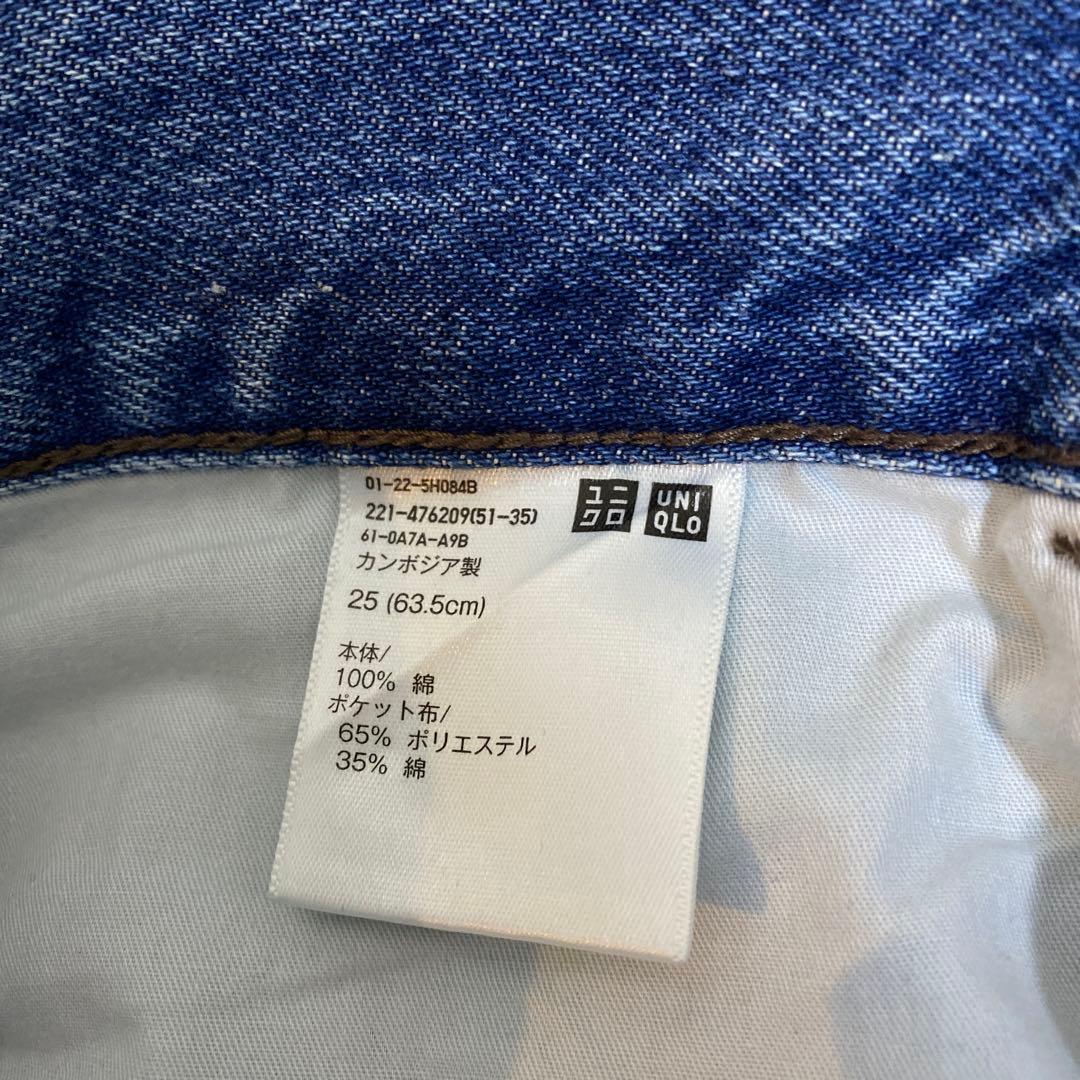 01-22-5H084B
221-476209(51-35)
61-0A7A-A9B
カンボジア製
25 (63.5cm)
本体/
100% 綿
ポケット布/
65% ポリエステル
35% 綿
ユニ
クロ
UNI
QLO